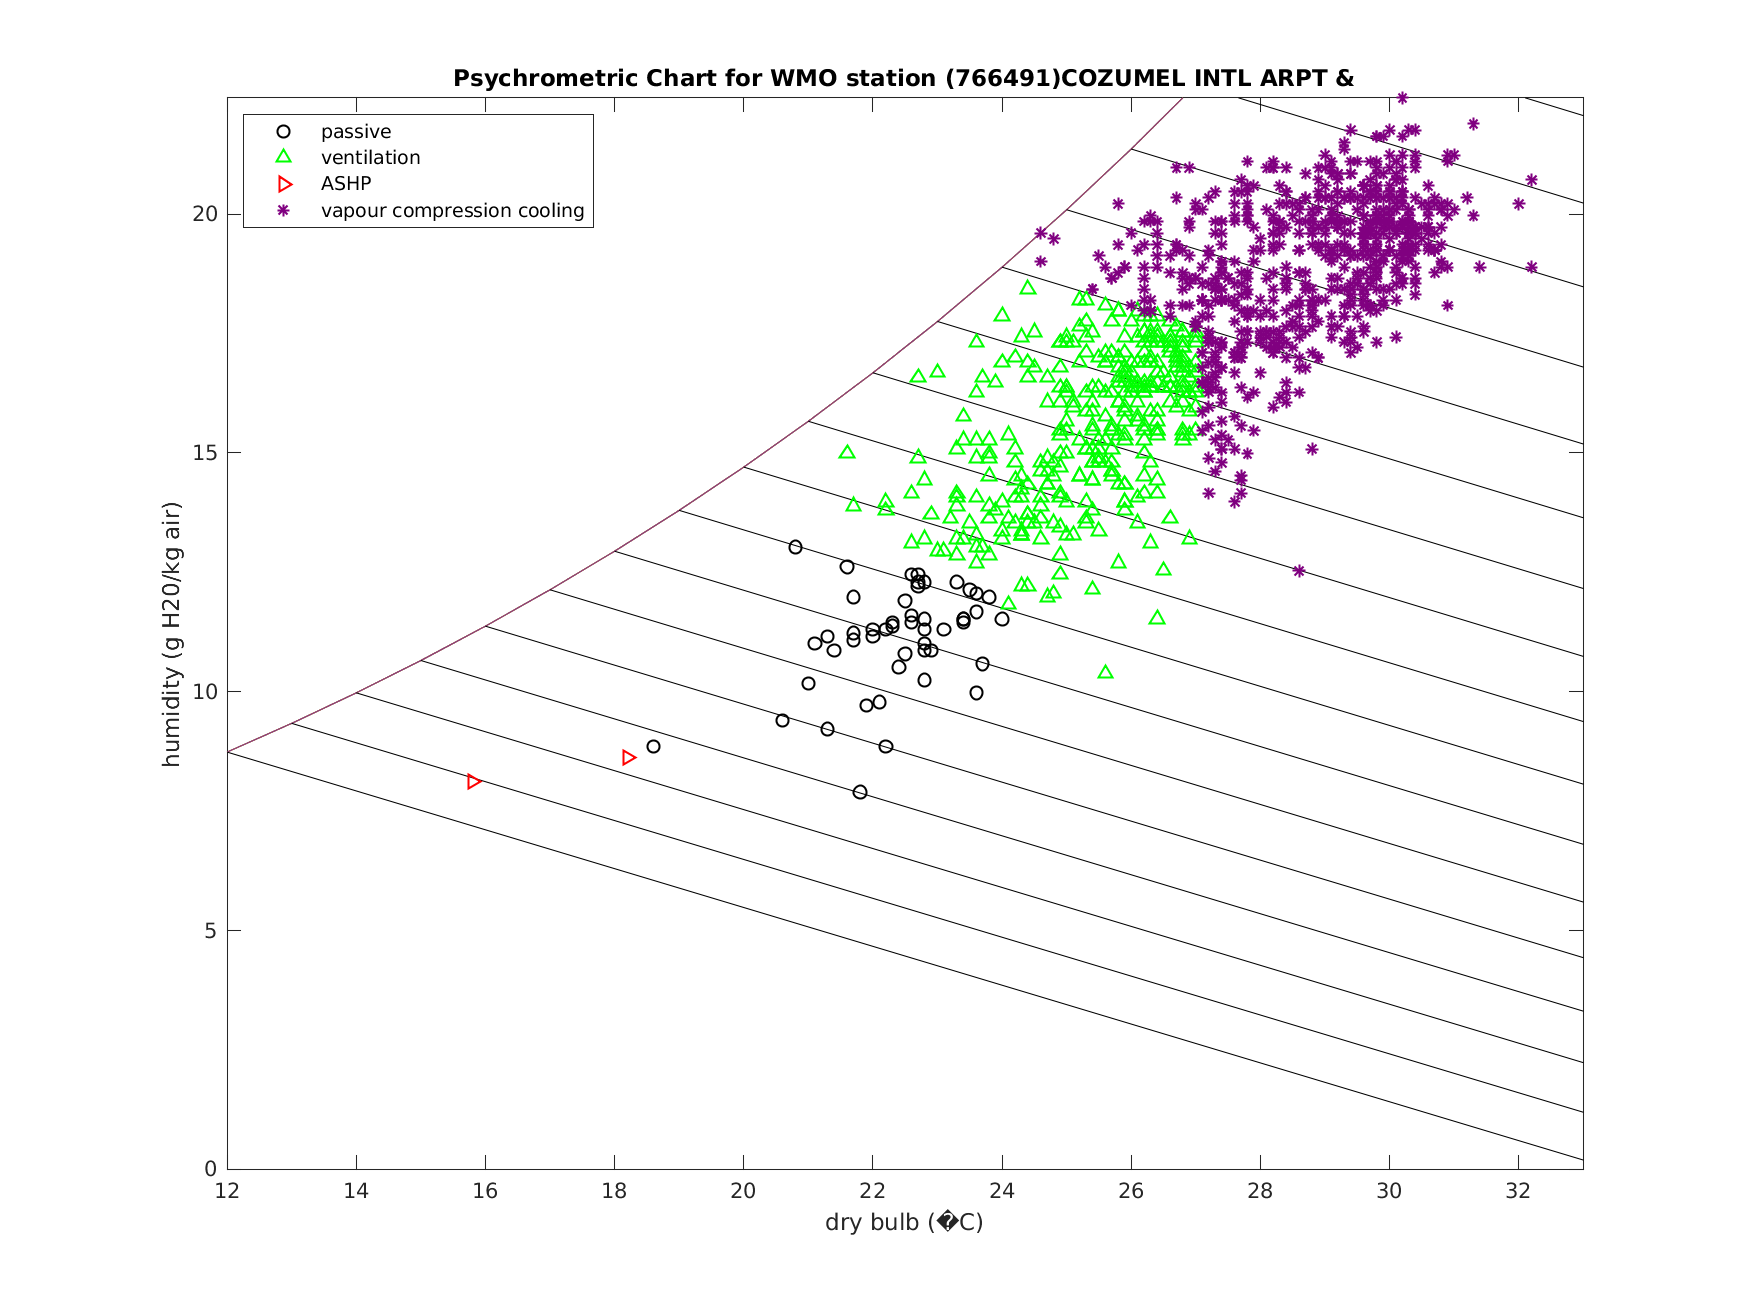 Psychrometric Chart for WMO station (766491)COZUMEL INTL ARPT &
passive
ventilation
ASHP
vapour compression cooling
20
15
10
5
0
humidity (g H20/kg air)
12 14 16 18 20 22 24 26 28 30 32
dry bulb (�C)